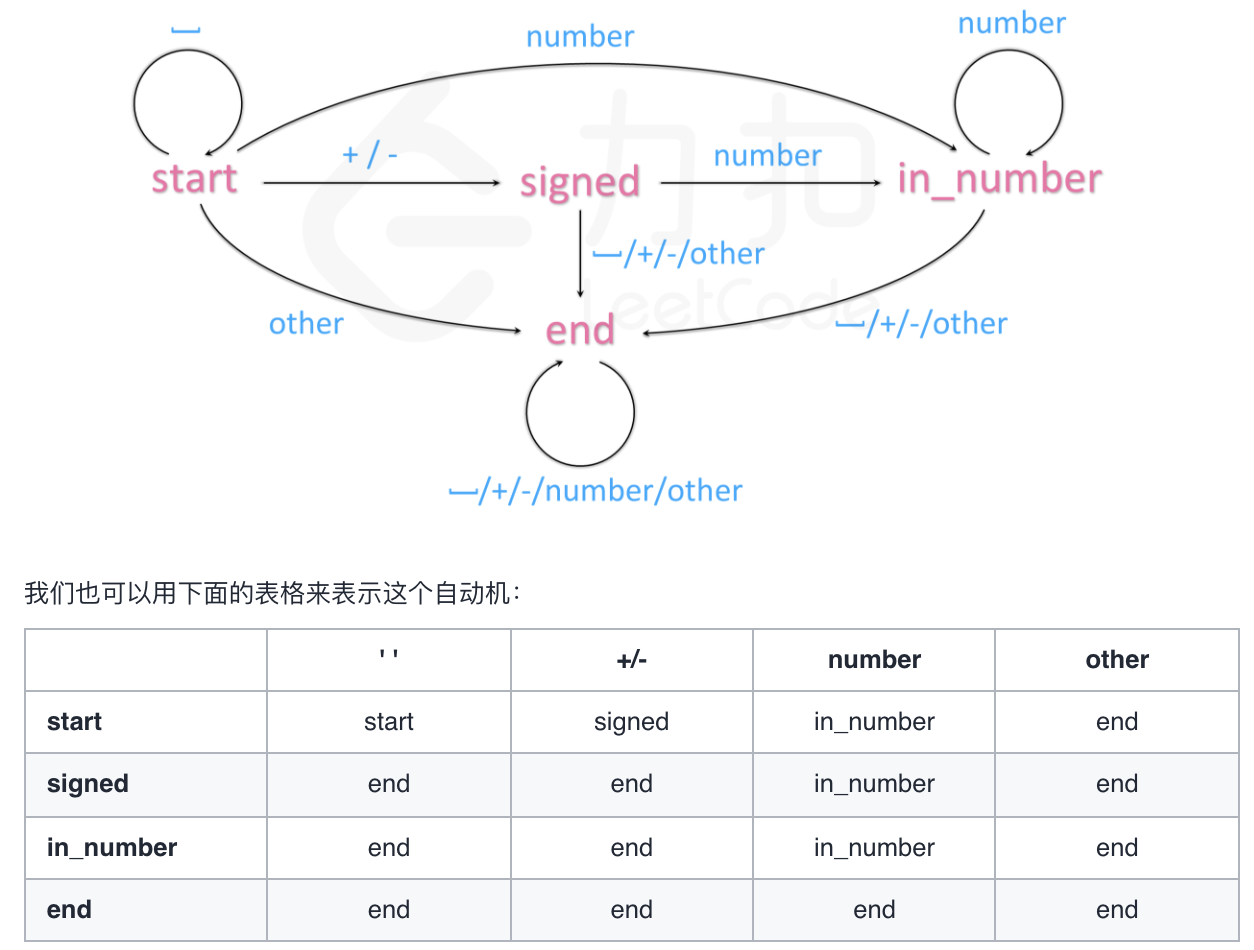 ␣
number
number
+ / -
number
start
signed
in_number
␣/+/-/other
other
␣/+/-/other
end
␣/+/-/number/other
力扣
LeetCode
我们也可以用下面的表格来表示这个自动机：
' ' +/- number other
start start signed in_number end
signed end end in_number end
in_number end end in_number end
end end end end end